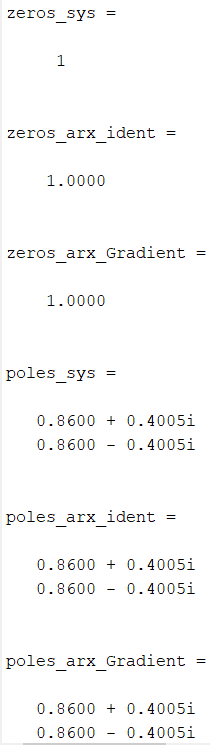 zeros_sys =
1
zeros_arx_ident =
1.0000
zeros_arx_Gradient =
1.0000
poles_sys =
0.8600 + 0.4005i
0.8600 - 0.4005i
poles_arx_ident =
0.8600 + 0.4005i
0.8600 - 0.4005i
poles_arx_Gradient =
0.8600 + 0.4005i
0.8600 - 0.4005i